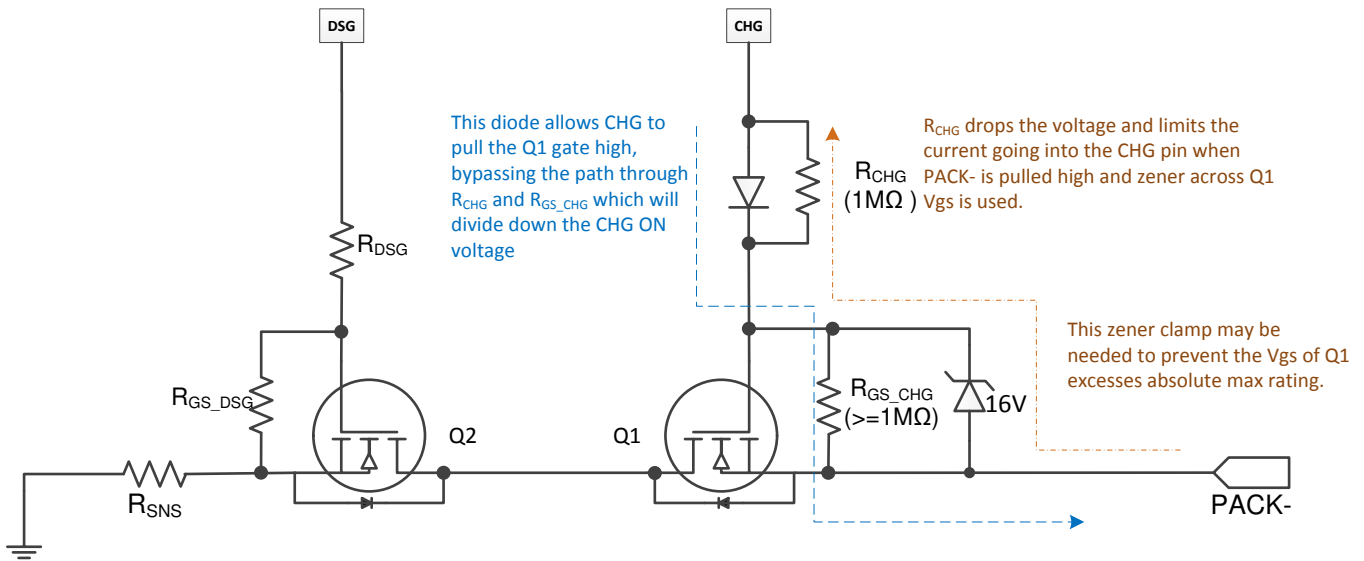 DSG
CHG
This diode allows CHG to
pull the Q1 gate high,
bypassing the path through
RCHG and RGS_CHG which will
divide down the CHG ON
voltage
RCHG
(1MΩ )
RCHG drops the voltage and limits the
current going into the CHG pin when
PACK- is pulled high and zener across Q1
Vgs is used.
RDSG
This zener clamp may be
needed to prevent the Vgs of Q1
excesses absolute max rating.
RGS_DSG
RGS_CHG
(>=1MΩ)
16V
Q2
Q1
RSNS
PACK-